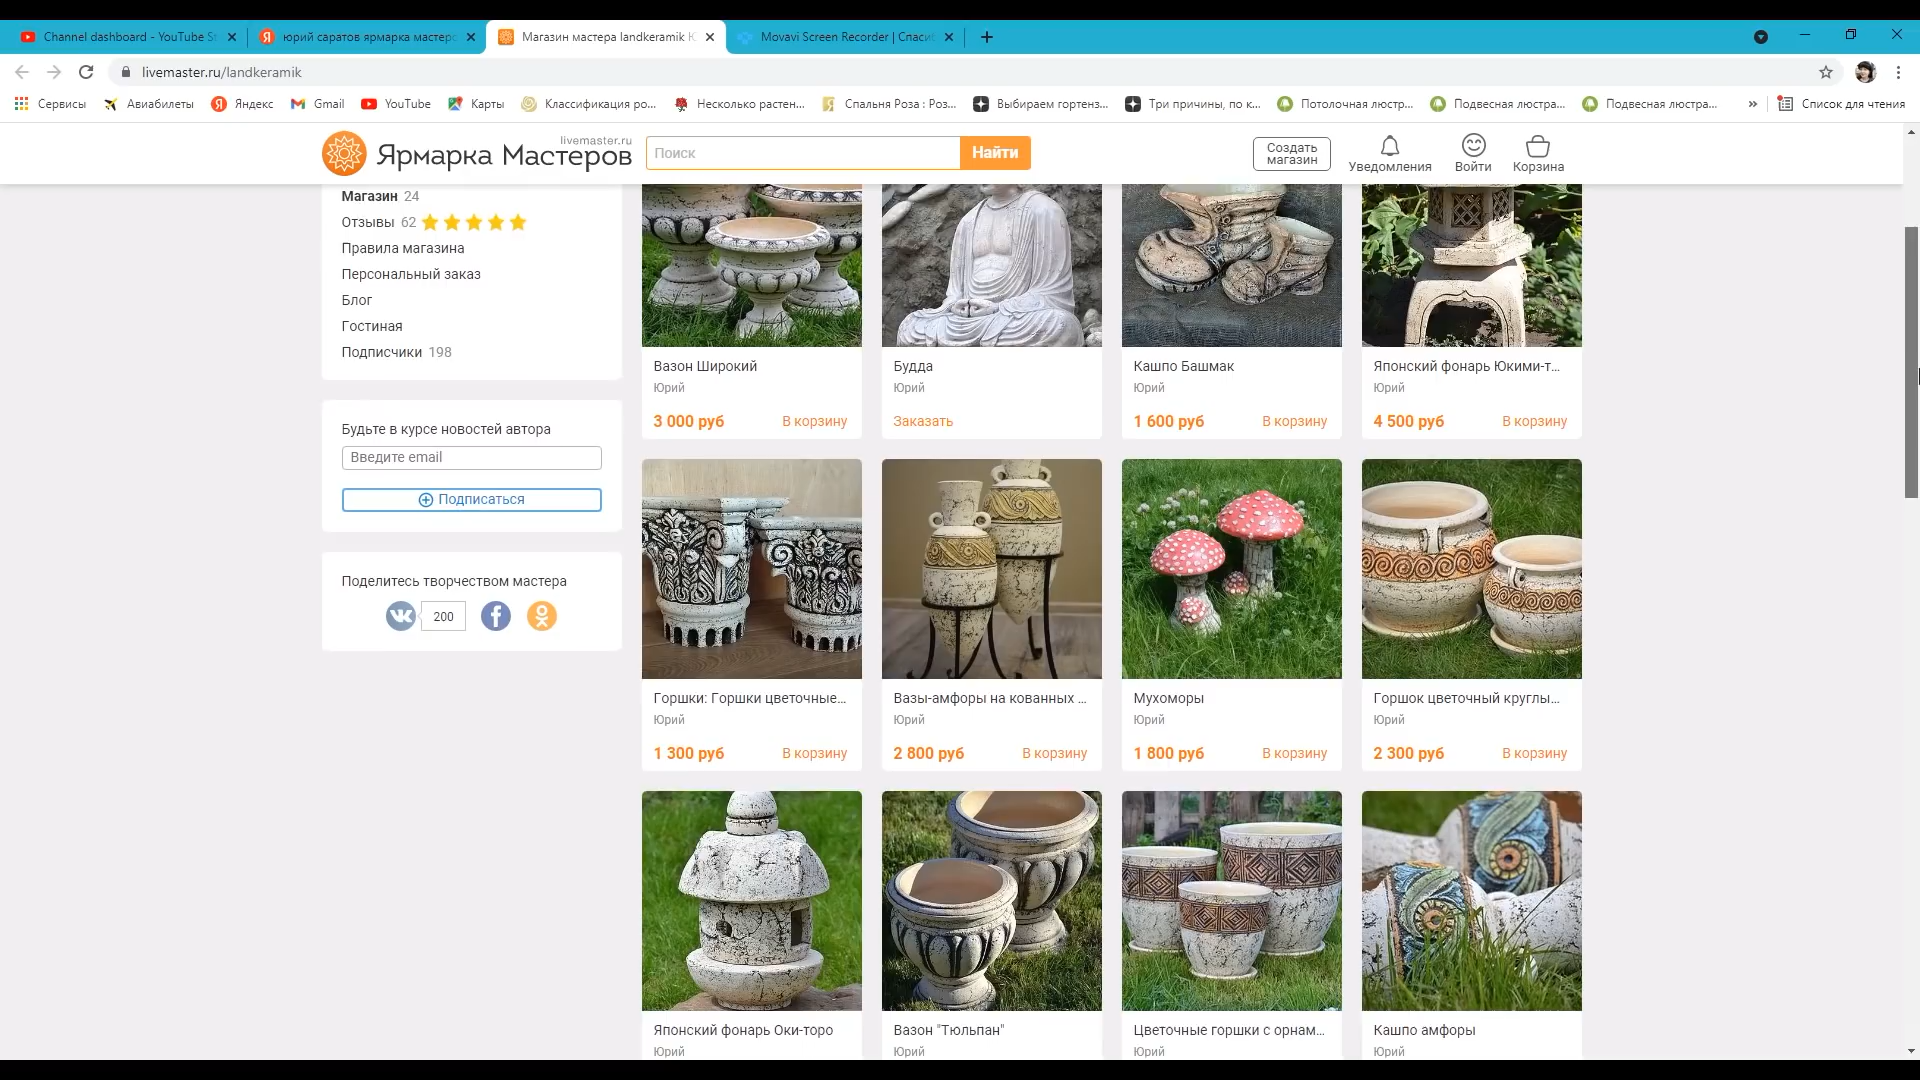 Channel dashboard - YouTube St
юрий саратов ярмарка мастеро
Магазин мастера landkeramik Ю
Movavi Screen Recorder | Спаси
livemaster.ru/landkeramik
Сервисы
Авиабилеты
Яндекс
Gmail
YouTube
Карты
Классификация ро...
Несколько растен...
Спальня Роза : Роз...
Выбираем гортенз...
Три причины, по к...
Потолочная люстр...
Подвесная люстра...
Подвесная люстра...
Список для чтения
livemaster.ru
Ярмарка Мастеров
Поиск
Найти
Создать
магазин
Уведомления
Войти
Корзина
Магазин 24
Отзывы 62
Правила магазина
Персональный заказ
Блог
Гостиная
Подписчики 198
Будьте в курсе новостей автора
Введите email
Подписаться
Поделитесь творчеством мастера
200
Вазон Широкий
Юрий
3 000 руб В корзину
Будда
Юрий
Заказать
Кашпо Башмак
Юрий
1 600 руб В корзину
Японский фонарь Юкими-т...
Юрий
4 500 руб В корзину
Горшки: Горшки цветочные...
Юрий
1 300 руб В корзину
Вазы-амфоры на кованных ...
Юрий
2 800 руб В корзину
Мухоморы
Юрий
1 800 руб В корзину
Горшок цветочный круглы...
Юрий
2 300 руб В корзину
Японский фонарь Оки-торо
Юрий
Вазон "Тюльпан"
Юрий
Цветочные горшки с орнам...
Юрий
Кашпо амфоры
Юрий